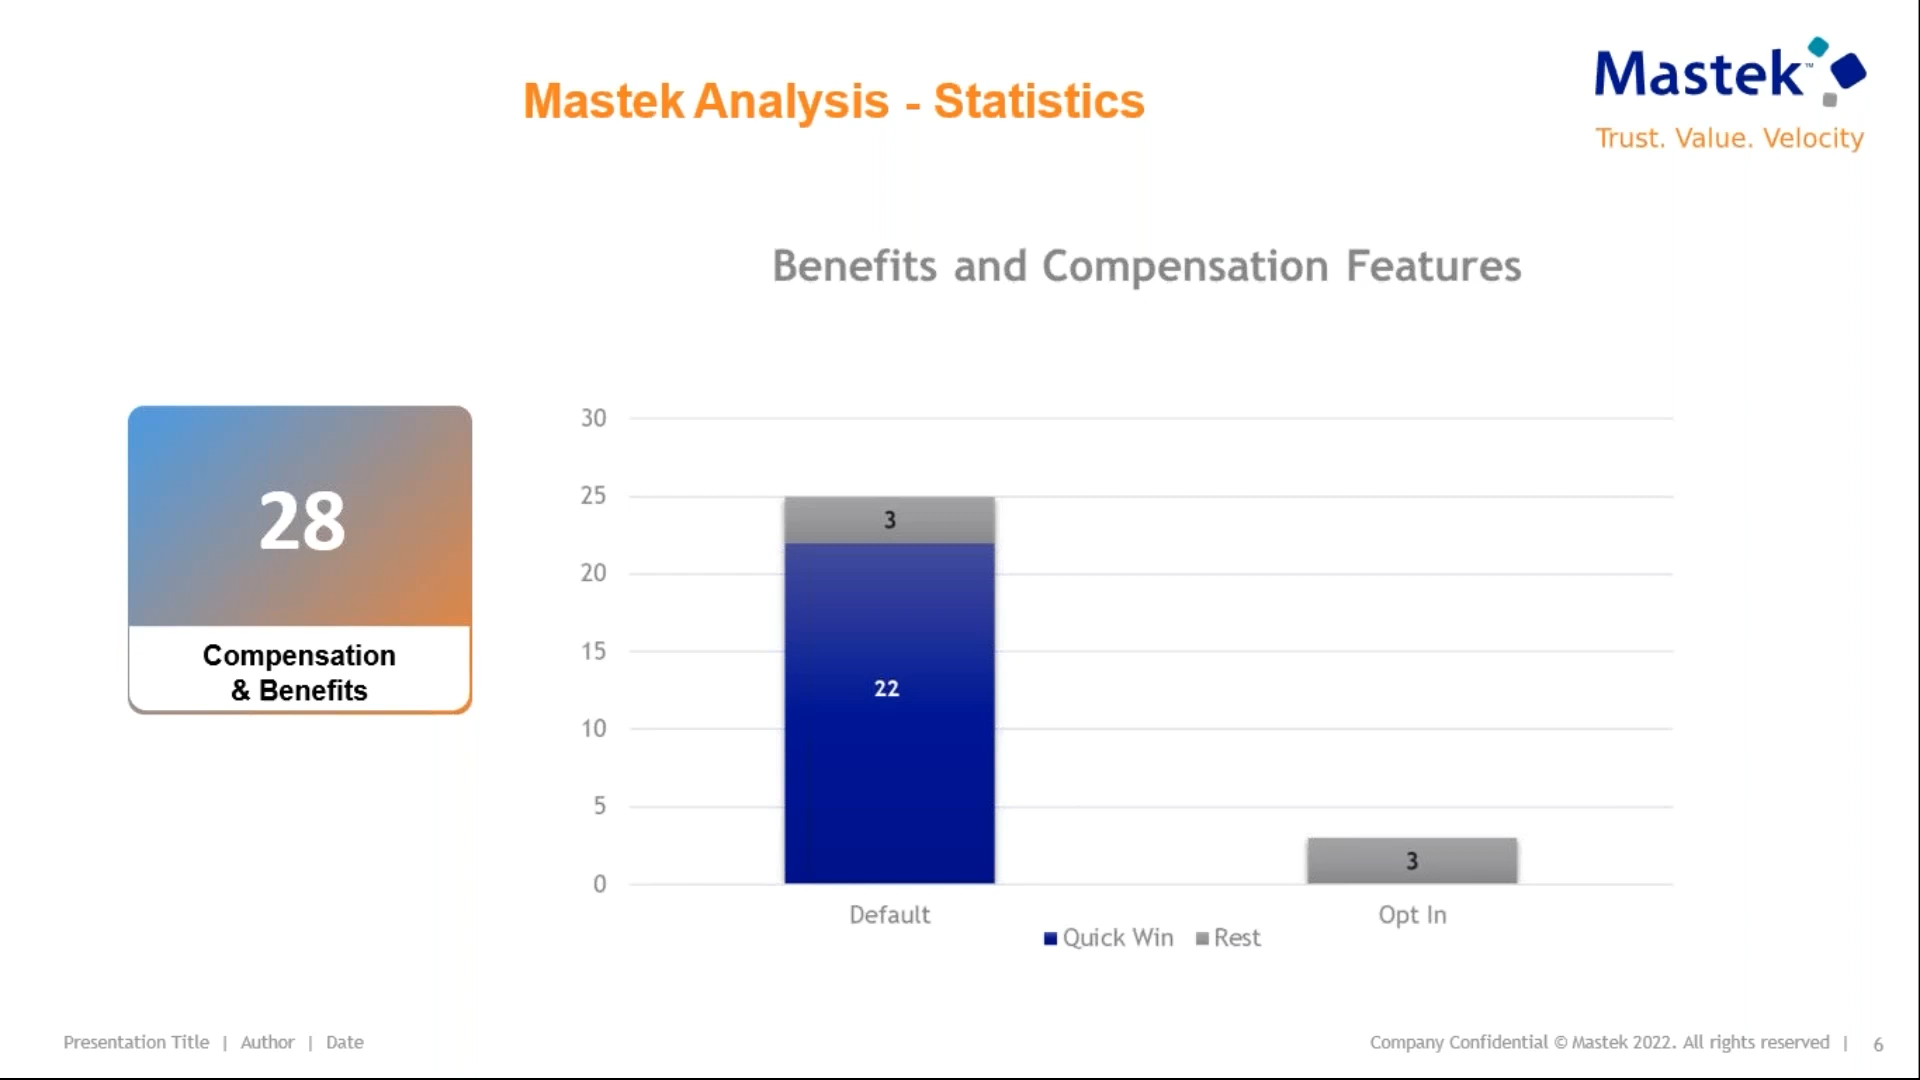 Mastek Analysis - Statistics
Mastek™
Trust. Value. Velocity
Benefits and Compensation Features
28
Compensation
& Benefits
30
25
20
15
10
5
0
3
22
3
Default
Opt In
Quick Win
Rest
Presentation Title | Author | Date
Company Confidential © Mastek 2022. All rights reserved | 6